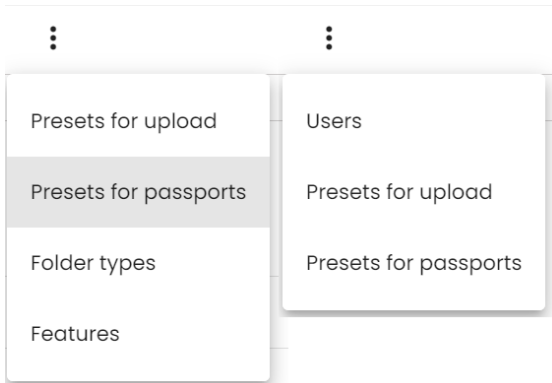 Presets for upload
Presets for passports
Folder types
Features
Users
Presets for upload
Presets for passports